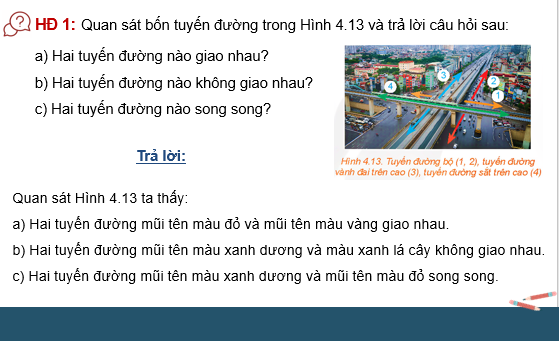 HĐ 1: Quan sát bốn tuyến đường trong Hình 4.13 và trả lời câu hỏi sau:
a) Hai tuyến đường nào giao nhau?
b) Hai tuyến đường nào không giao nhau?
c) Hai tuyến đường nào song song?
3
2
4
1
Trả lời:
Hình 4.13. Tuyến đường bộ (1, 2), tuyến đường
vành đai trên cao (3), tuyến đường sắt trên cao (4)
Quan sát Hình 4.13 ta thấy:
a) Hai tuyến đường mũi tên màu đỏ và mũi tên màu vàng giao nhau.
b) Hai tuyến đường mũi tên màu xanh dương và màu xanh lá cây không giao nhau.
c) Hai tuyến đường mũi tên màu xanh dương và mũi tên màu đỏ song song.